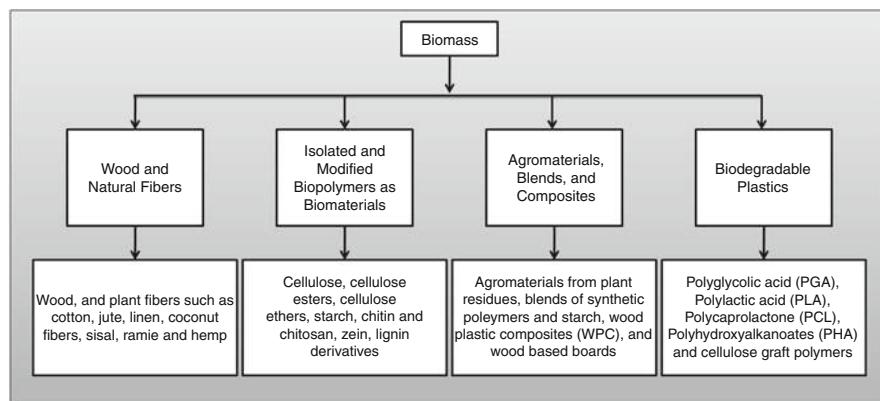 Biomass
Wood and
Natural Fibers
Isolated and
Modified
Biopolymers as
Biomaterials
Agromaterials,
Blends, and
Composites
Biodegradable
Plastics
Wood, and plant fibers such as
cotton, jute, linen, coconut
fibers, sisal, ramie and hemp
Cellulose, cellulose
esters, cellulose
ethers, starch, chitin and
chitosan, zein, lignin
derivatives
Agromaterials from plant
residues, blends of synthetic
poleymers and starch, wood
plastic composites (WPC), and
wood based boards
Polyglycolic acid (PGA),
Polylactic acid (PLA),
Polycaprolactone (PCL),
Polyhydroxyalkanoates (PHA)
and cellulose graft polymers